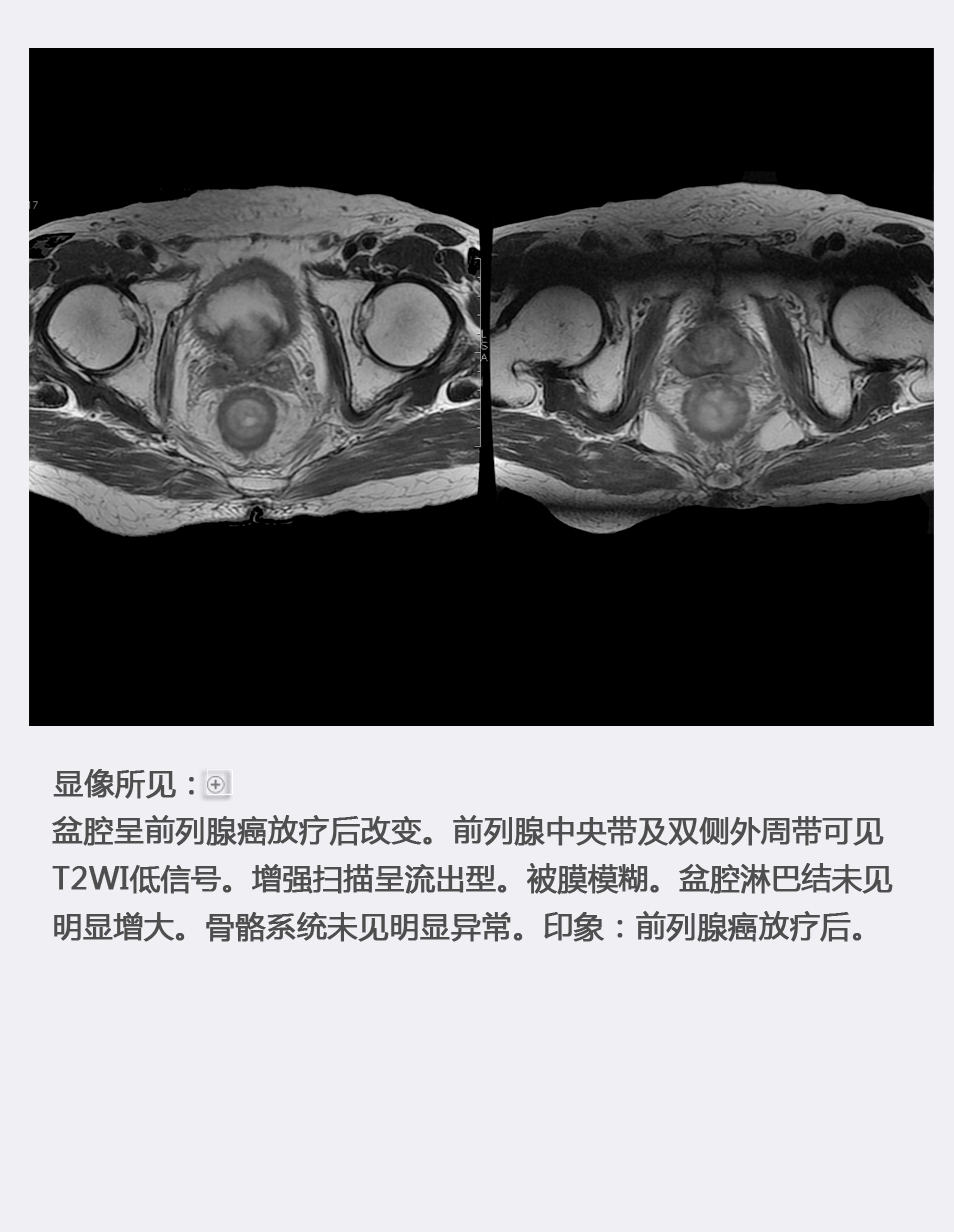 17
L
S
A
显像所见：
盆腔呈前列腺癌放疗后改变。前列腺中央带及双侧外周带可见
T2WI低信号。增强扫描呈流出型。被膜模糊。盆腔淋巴结未见
明显增大。骨骼系统未见明显异常。印象：前列腺癌放疗后。